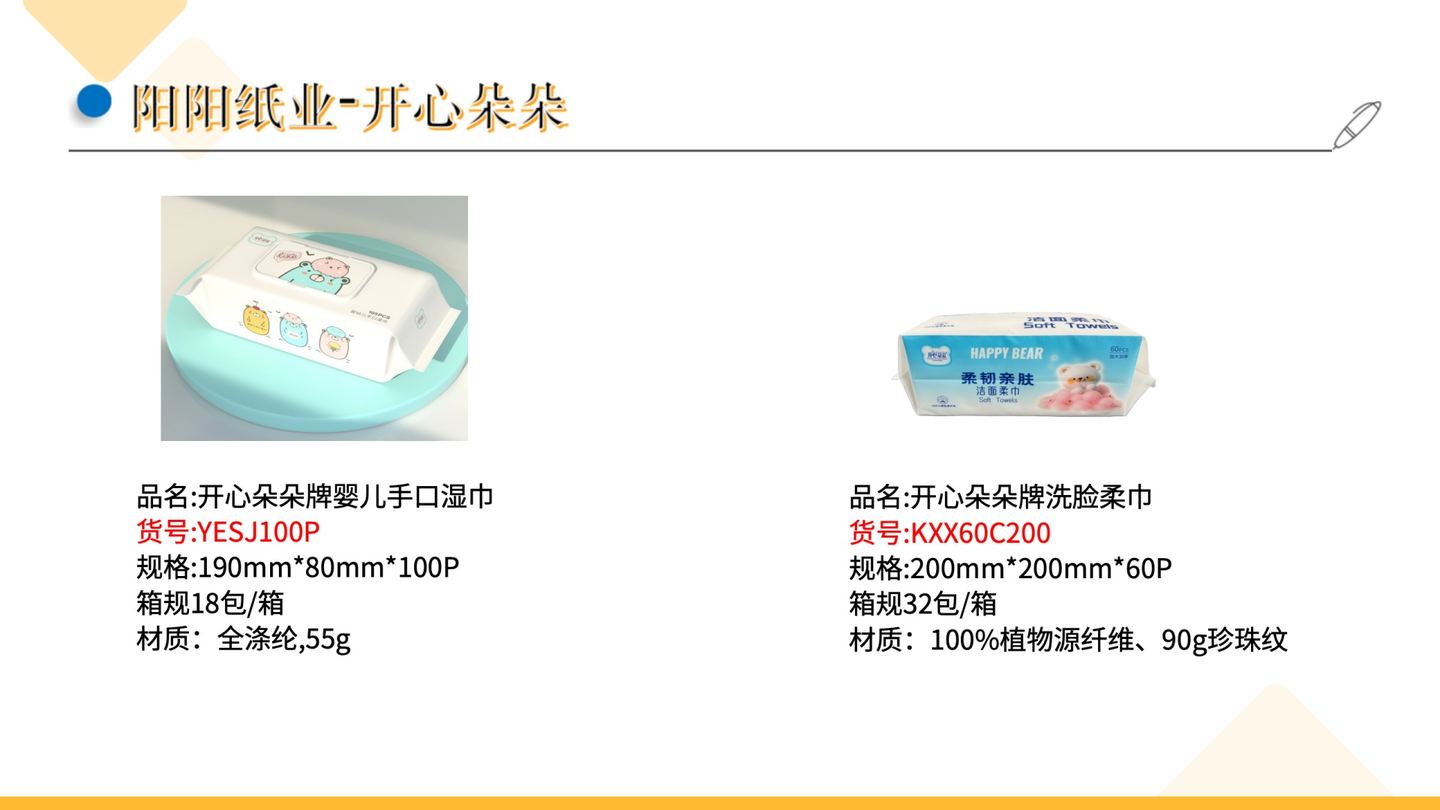 阳阳纸业-开心朵朵
洁面柔巾
Soft Towels
开心朵朵
HAPPY BEAR
60PCS
柔韧亲肤
洁面柔巾
Soft Towels
品名:开心朵朵牌婴儿手口湿巾
货号:YESJ100P
规格:190mm*80mm*100P
箱规18包/箱
材质：全涤纶,55g
品名:开心朵朵牌洗脸柔巾
货号:KXX60C200
规格:200mm*200mm*60P
箱规32包/箱
材质：100%植物源纤维、90g珍珠纹